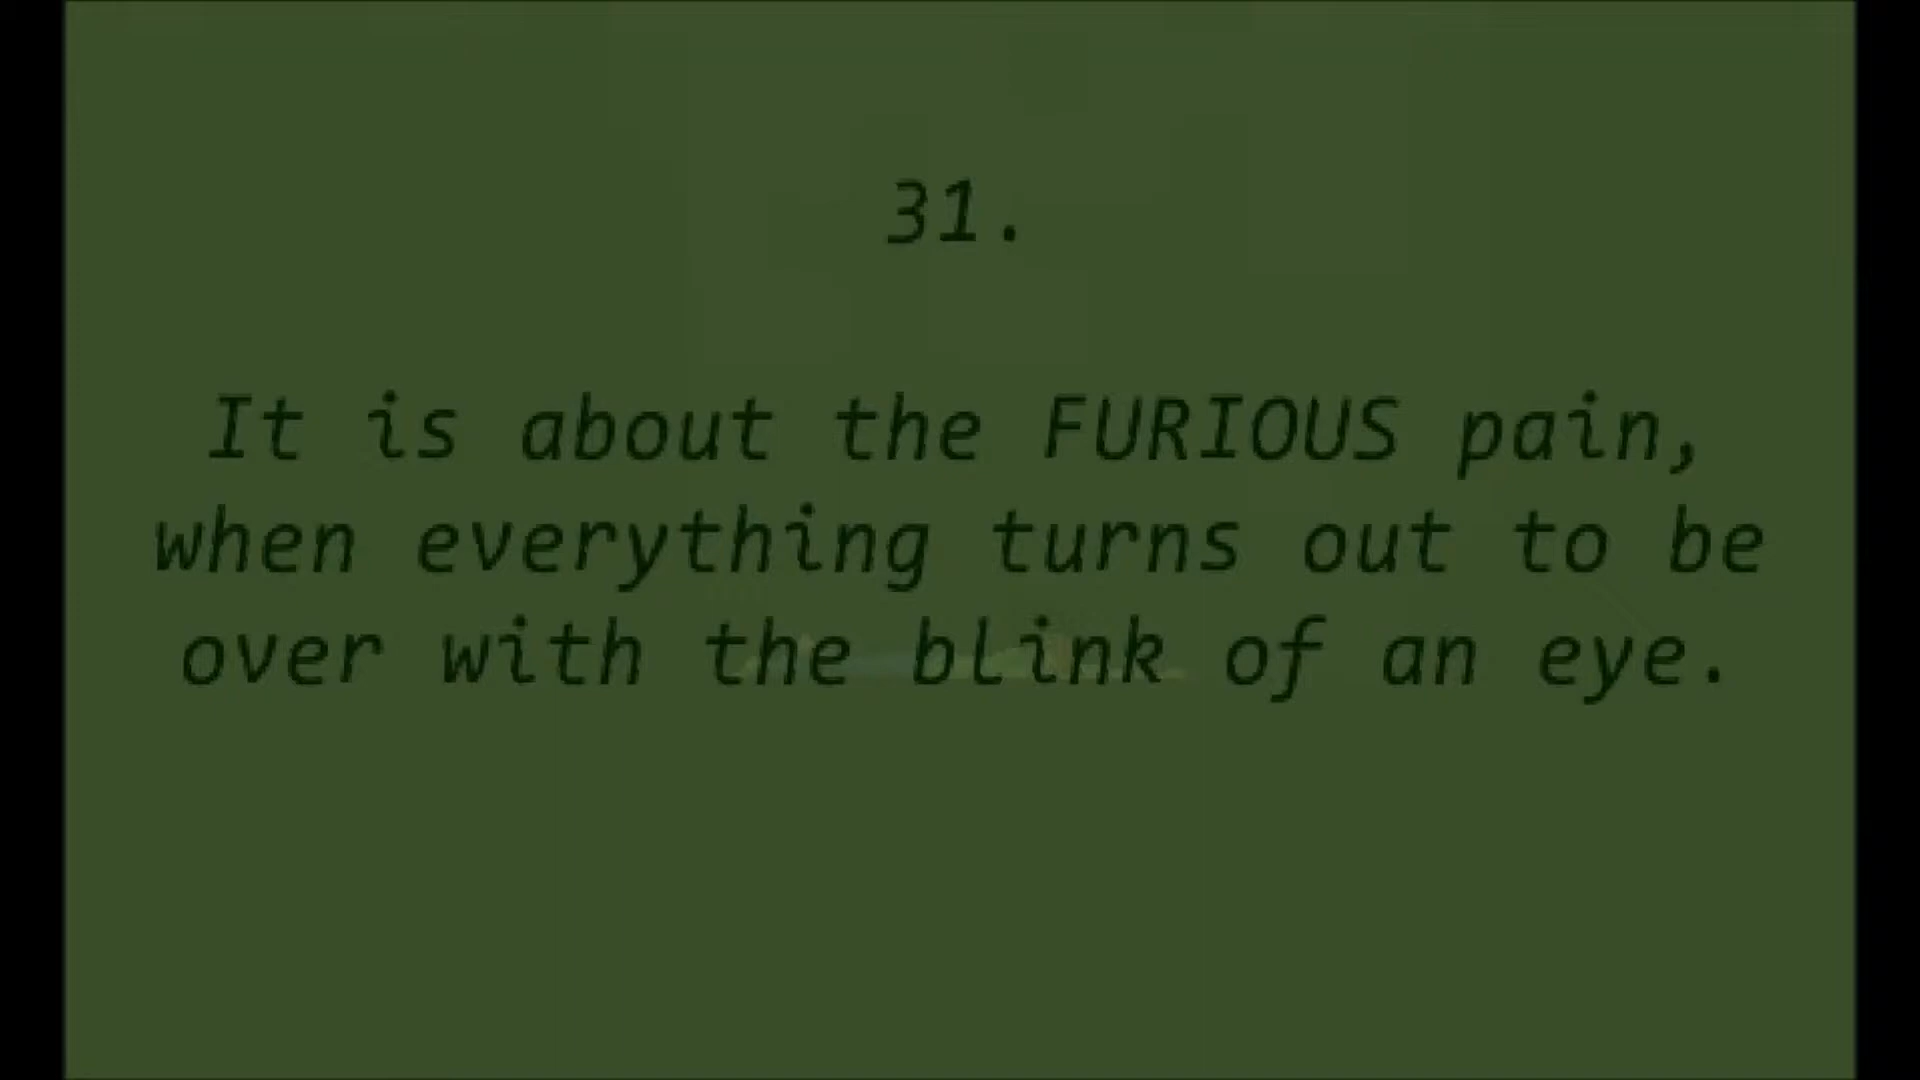 31.
It is about the FURIOUS pain,
when everything turns out to be
over with the blink of an eye.